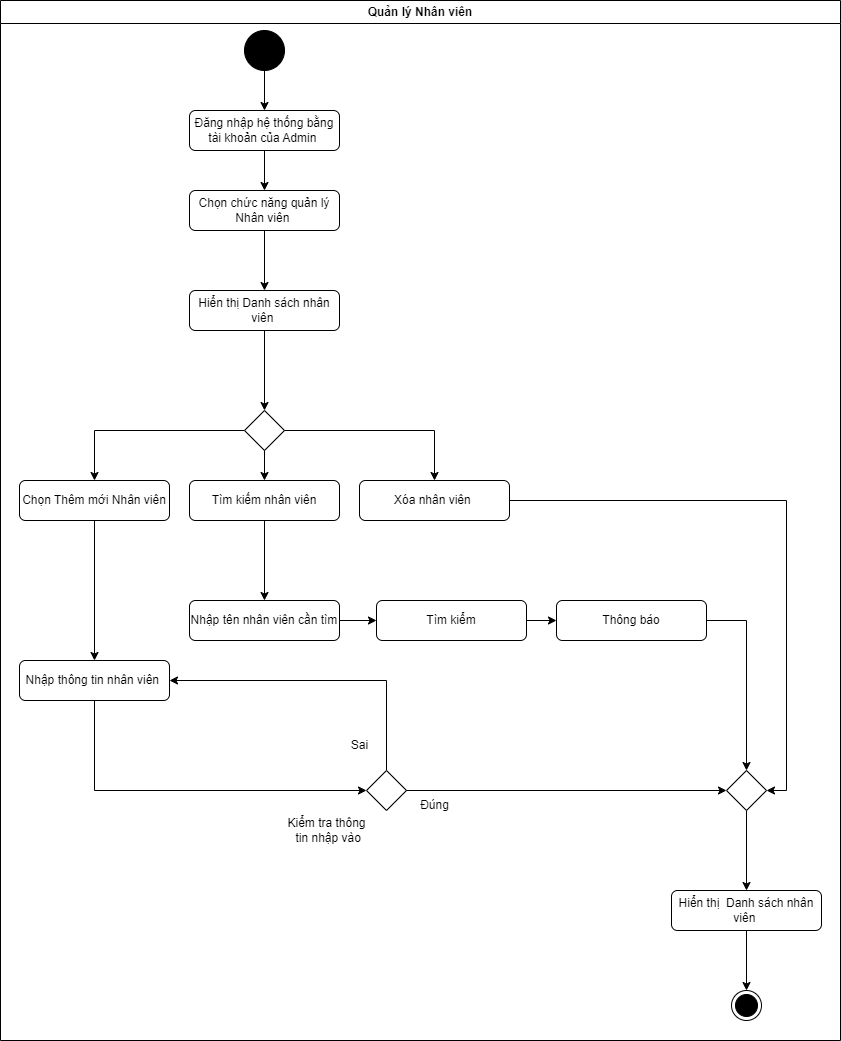 Quản lý Nhân viên
Đăng nhập hệ thống bằng
tải khoản của Admin
Chọn chức năng quản lý
Nhân viên
Hiển thị Danh sách nhân
viên
Chọn Thêm mới Nhân viên
Tìm kiếm nhân viên
Xóa nhân viên
Nhập tên nhân viên cần tìm
Tìm kiểm
Thông báo
Nhập thông tin nhân viên
Sai
Đúng
Kiểm tra thông
tin nhập vào
Hiển thị Danh sách nhân
viên